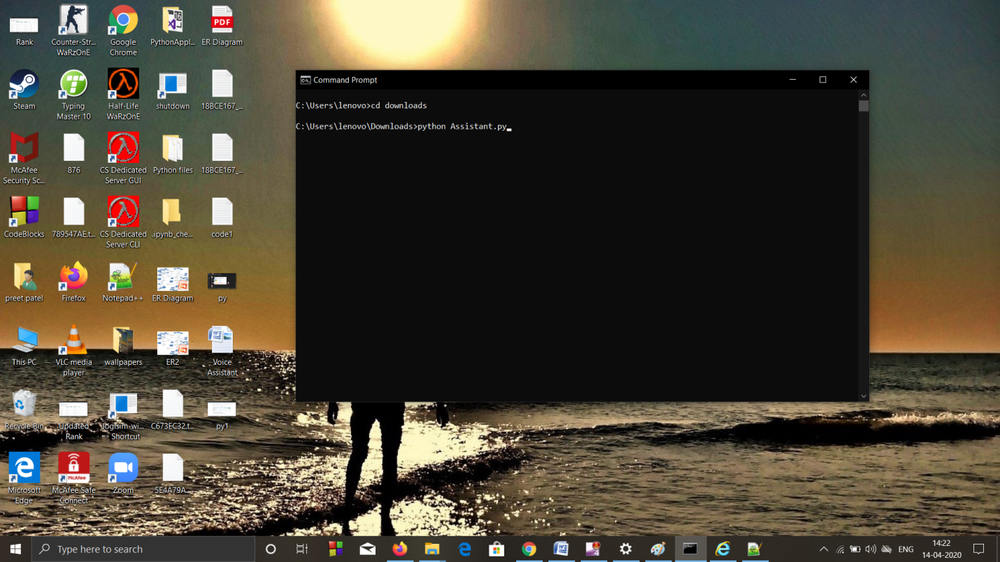 Rank
Counter-Str...
WaRzOnE
Google
Chrome
PythonAppl...
PDF
ER Diagram
Steam
Typing
Master 10
Half-Life
WaRzOnE
shutdown
18BCE167_...
McAfee
Security Sc...
876
CS Dedicated
Server GUI
Python files
18BCE167_...
CodeBlocks
789547AE.t...
CS Dedicated
Server CLI
.ipynb_che...
code1
preet patel
Firefox
Notepad++
ER Diagram
py
This PC
VLC media
player
wallpapers
ER2
Voice
Assistant
Recycle Bin
Updated
Rank
logisim-wi...
Shortcut
C673EC32.t...
py1
Microsoft
Edge
McAfee
McAfee Safe
Connect
Zoom
5E4A79A...
Command Prompt
C:\Users\lenovo>cd downloads
C:\Users\lenovo\Downloads>python Assistant.py
Type here to search
ENG
14:22
14-04-2020